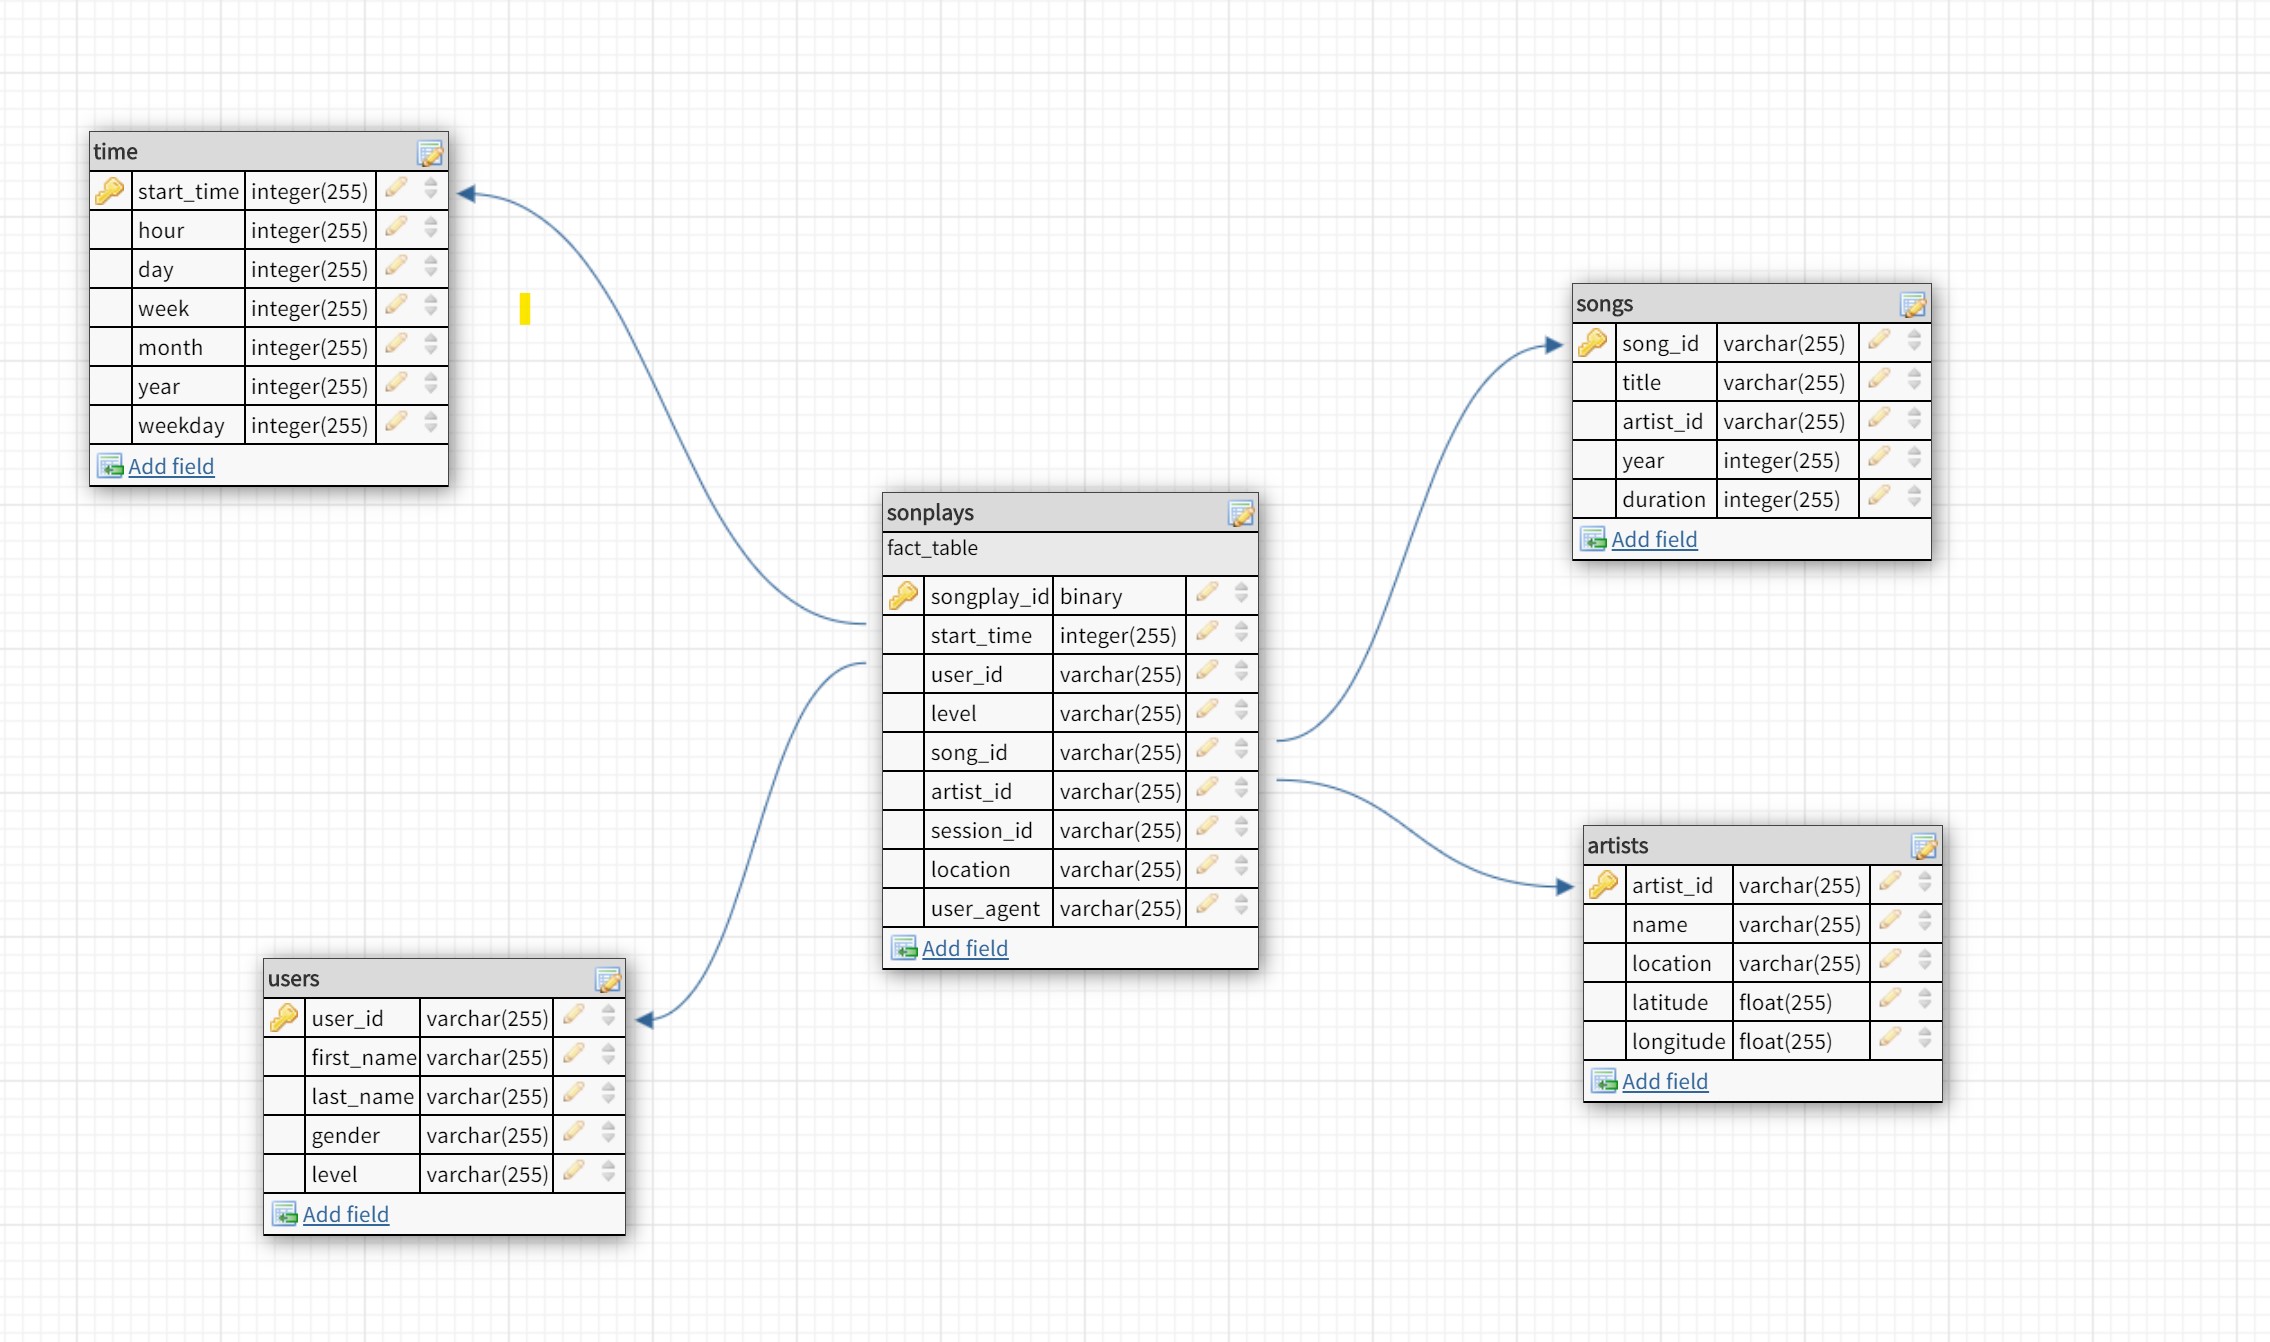 time
start_time integer(255)
hour integer(255)
day integer(255)
week integer(255)
month integer(255)
year integer(255)
weekday integer(255)
Add field
songs
song_id varchar(255)
title varchar(255)
artist_id varchar(255)
year integer(255)
duration integer(255)
Add field
sonplays
fact_table
songplay_id binary
start_time integer(255)
user_id varchar(255)
level varchar(255)
song_id varchar(255)
artist_id varchar(255)
session_id varchar(255)
location varchar(255)
user_agent varchar(255)
Add field
artists
artist_id varchar(255)
name varchar(255)
location varchar(255)
latitude float(255)
longitude float(255)
Add field
users
user_id varchar(255)
first_name varchar(255)
last_name varchar(255)
gender varchar(255)
level varchar(255)
Add field